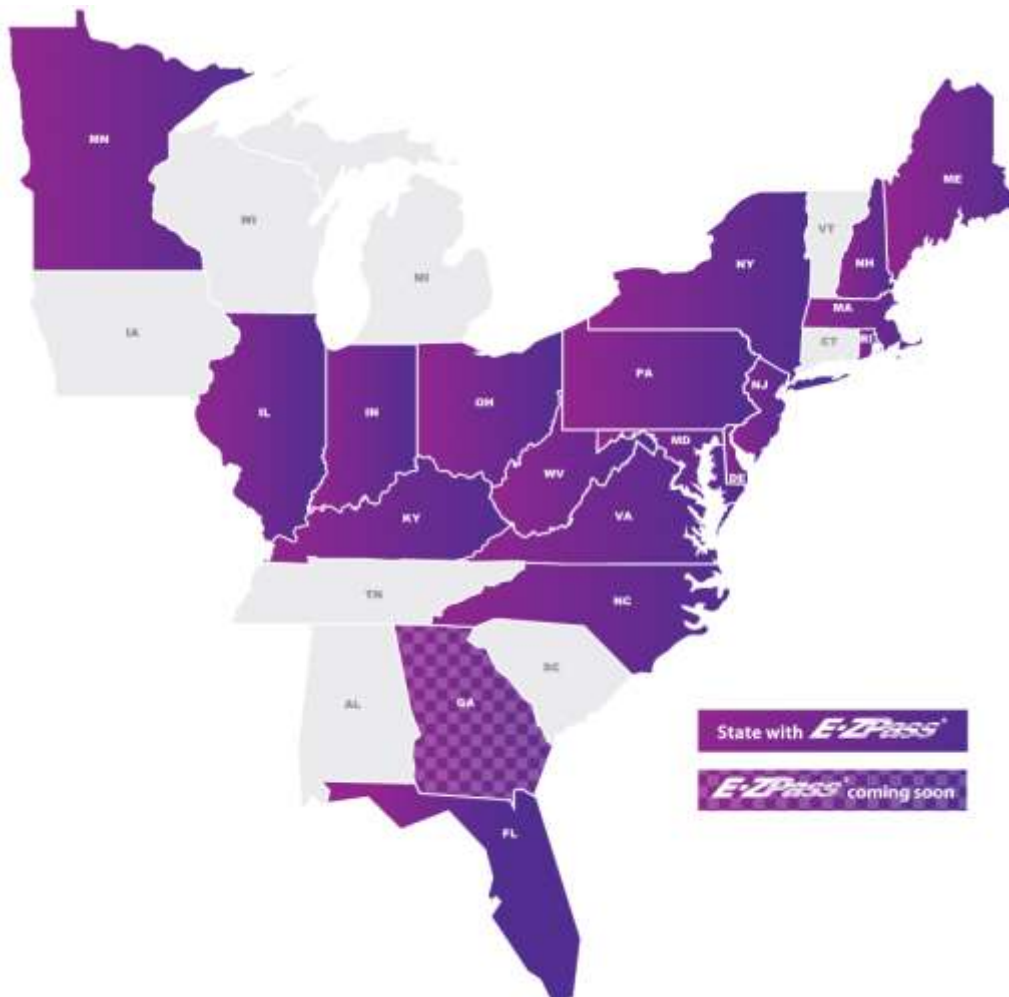 MN
ME
WI
VT
NH
NY
MI
MA
IA
RI
CT
PA
NJ
IL
IN
OH
MD
WV
DE
KY
VA
TN
NC
SC
AL
GA
State with E-ZPass®
E-ZPass® coming soon
FL